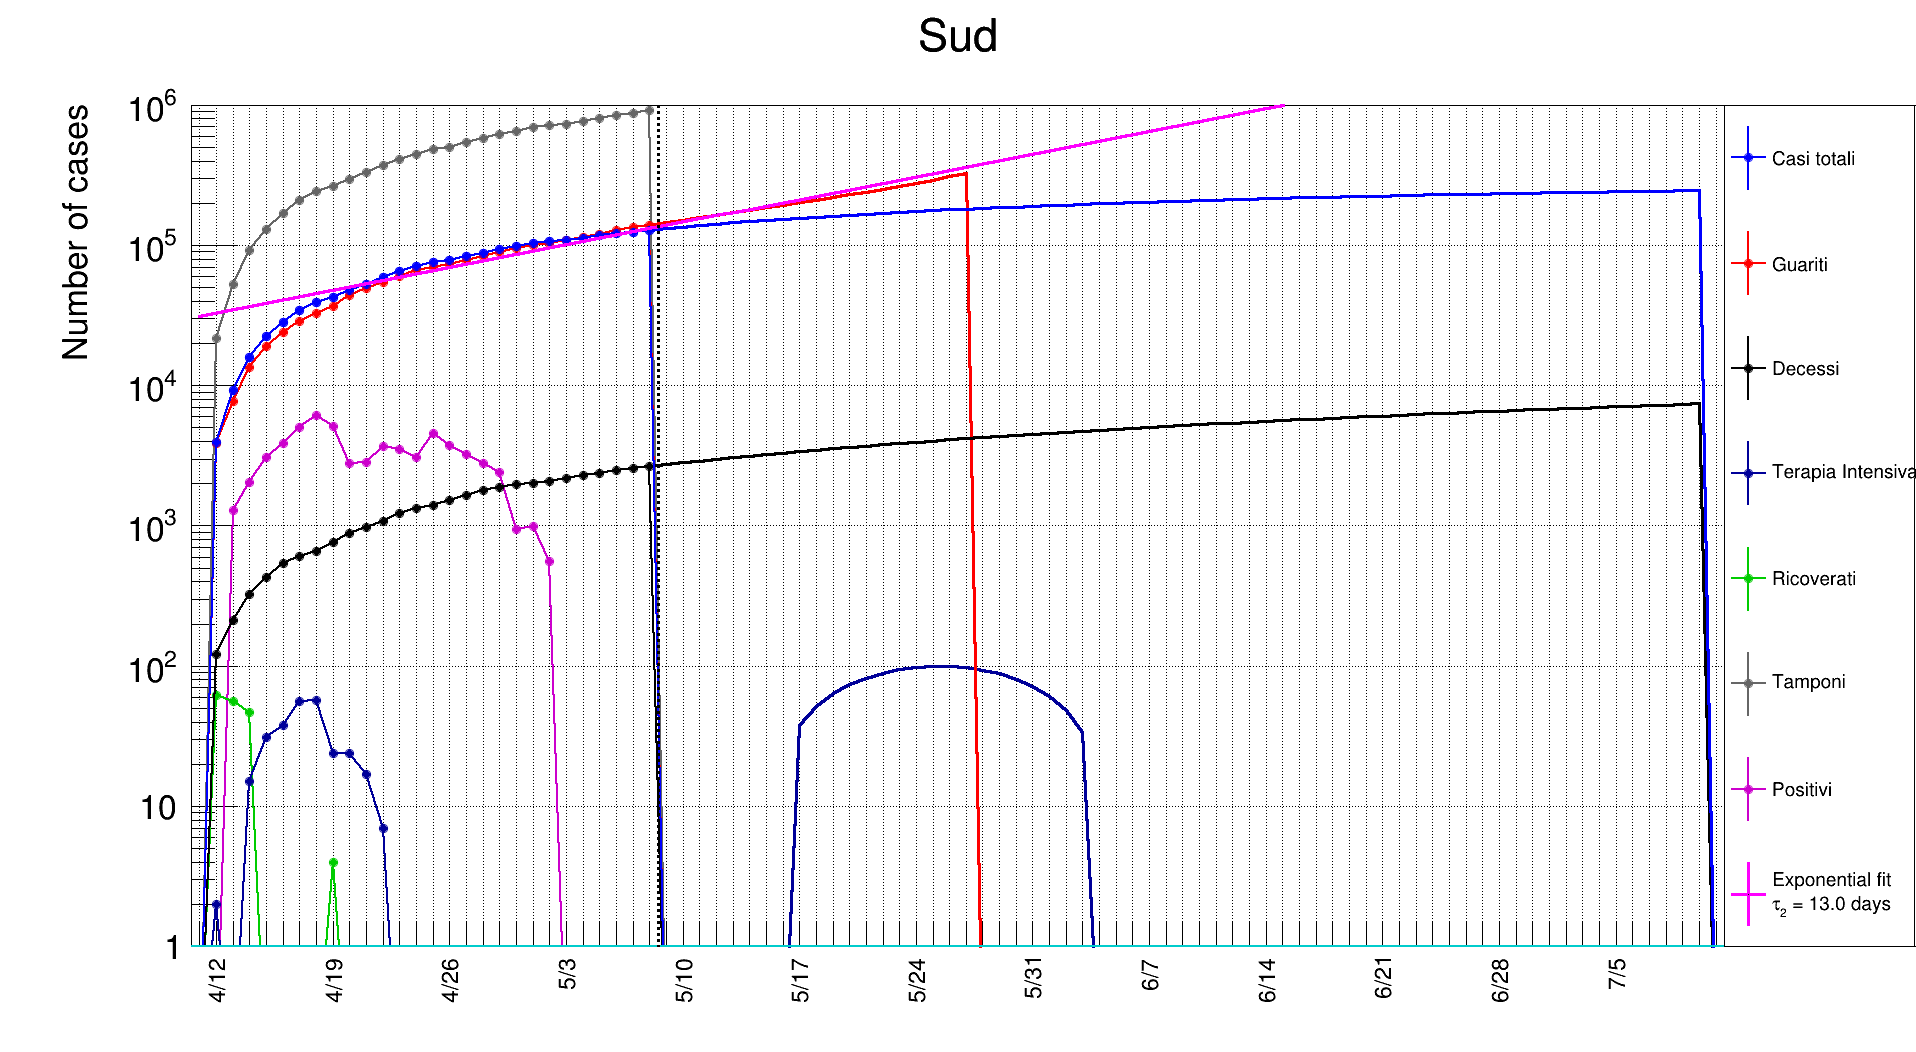 Sud
Number of cases
10^6
10^5
10^4
10^3
10^2
10
1
4/12
4/19
4/26
5/3
5/10
5/17
5/24
5/31
6/7
6/14
6/21
6/28
7/5
Casi totali
Guariti
Decessi
Terapia Intensiva
Ricoverati
Tamponi
Positivi
Exponential fit
τ₂ = 13.0 days